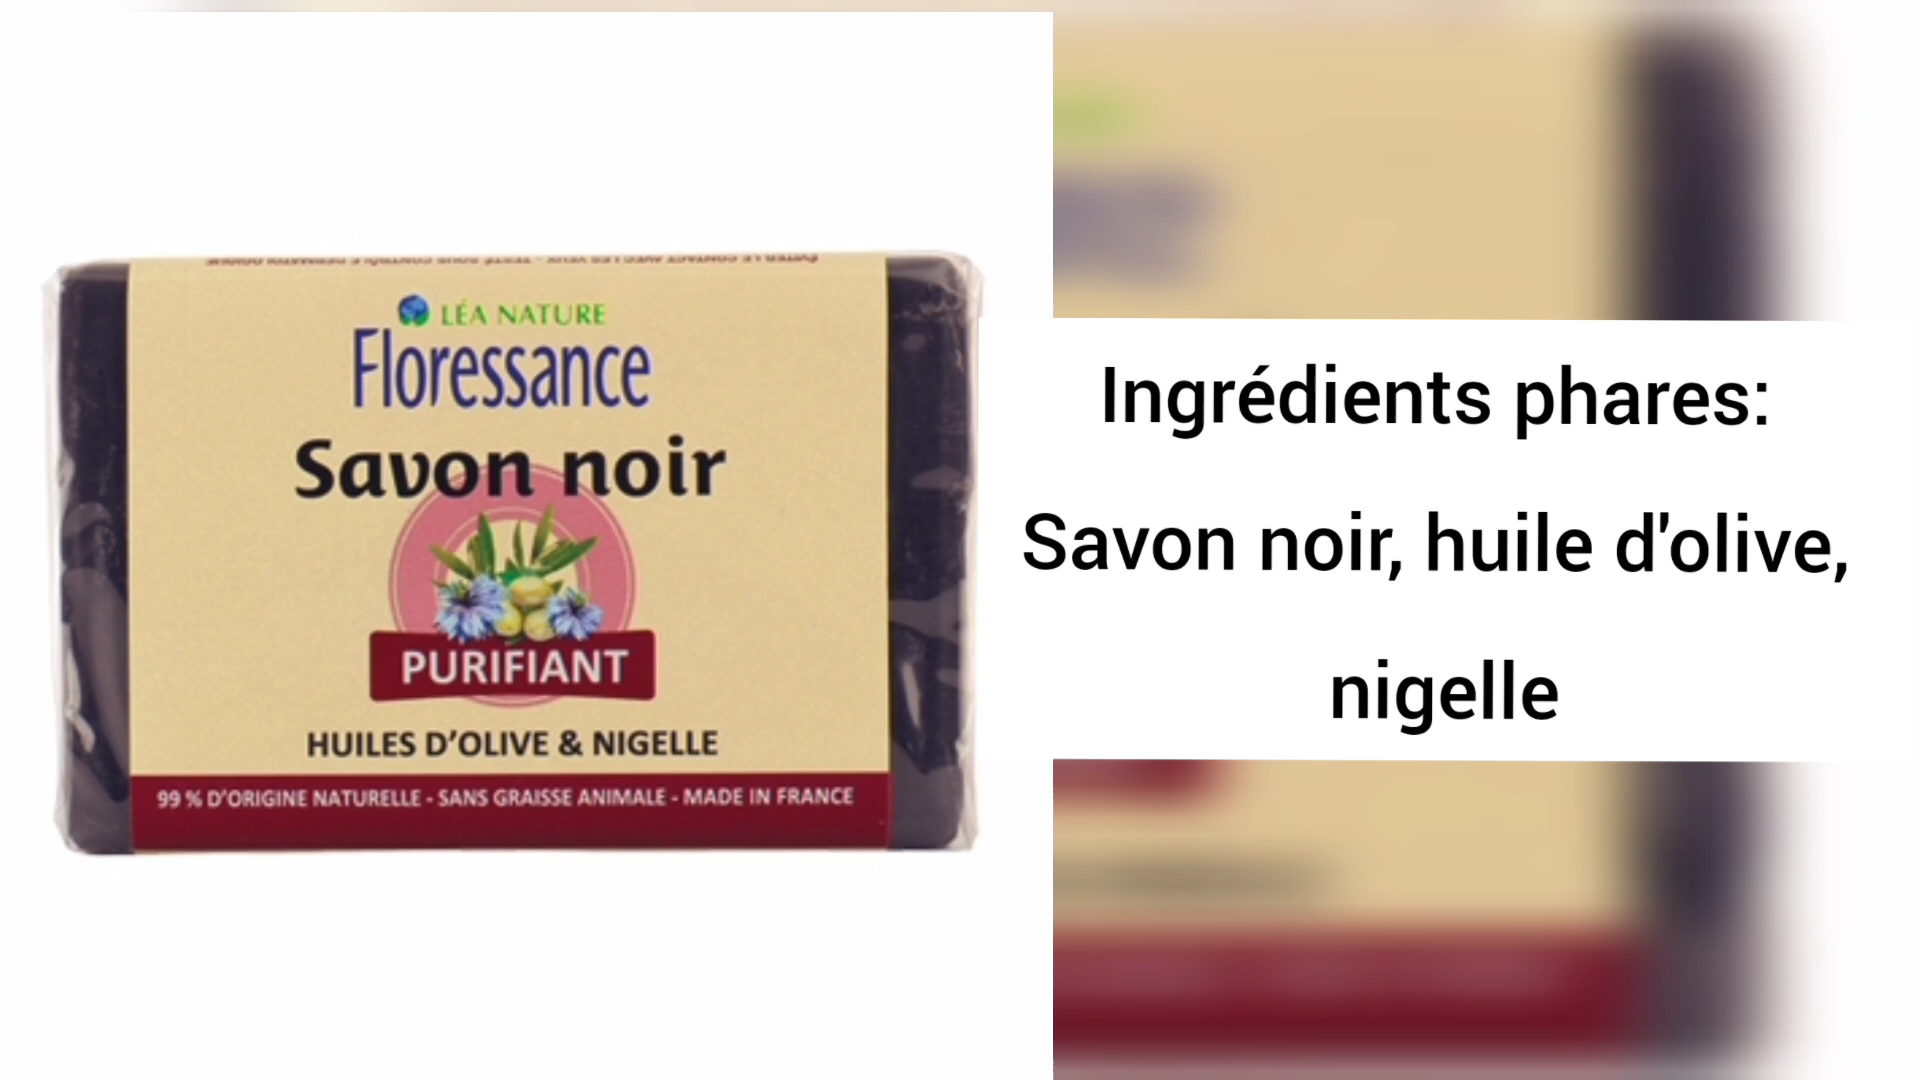 LÉA NATURE
Floressance
Savon noir
PURIFIANT
HUILES D'OLIVE & NIGELLE
99 % D'ORIGINE NATURELLE - SANS GRAISSE ANIMALE - MADE IN FRANCE
Ingrédients phares:
Savon noir, huile d'olive,
nigelle